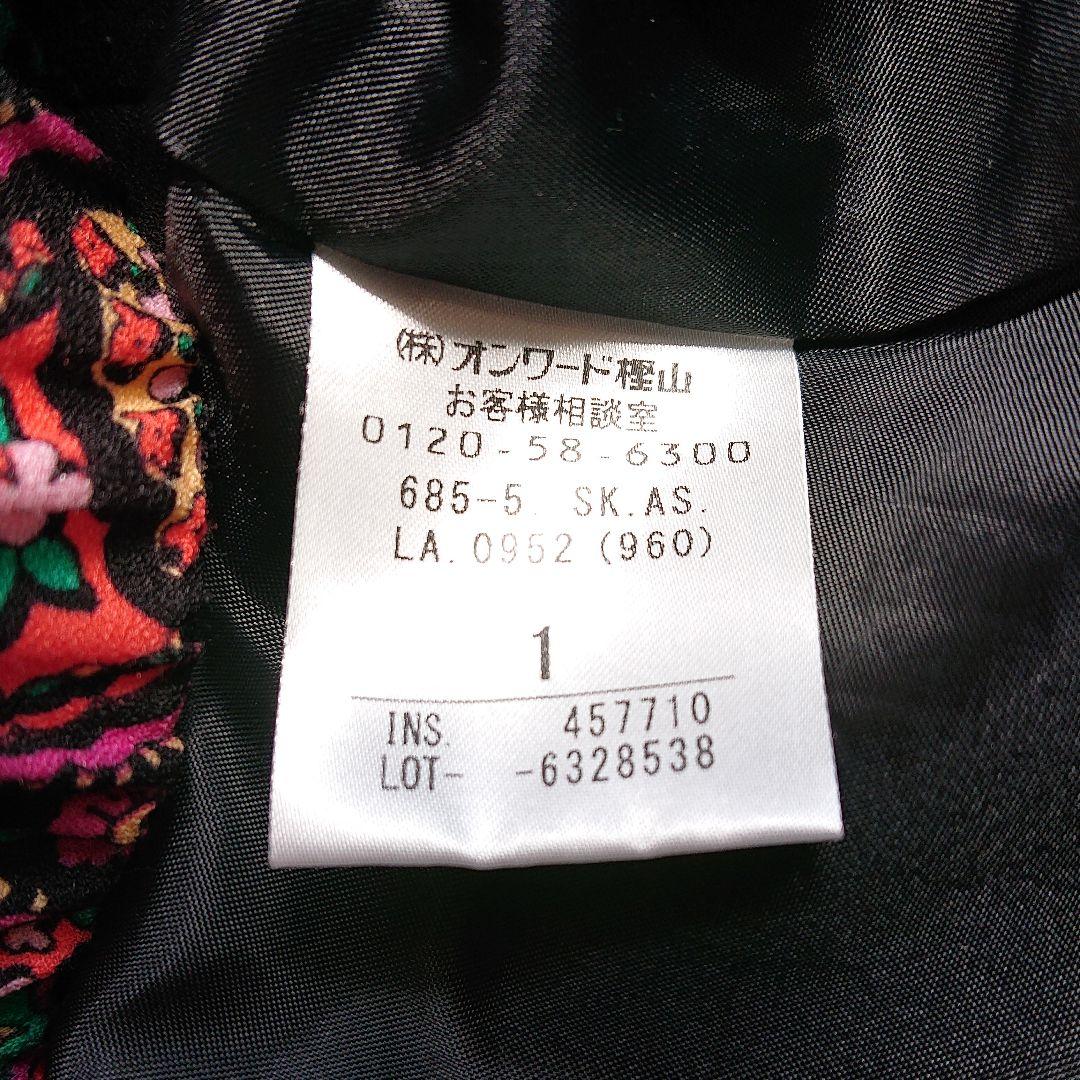 (株)オンワード樫山
お客様相談室
0120-58-6300
685-5. SK.AS.
LA.0952(960)
1
INS. 457710
LOT- -6328538